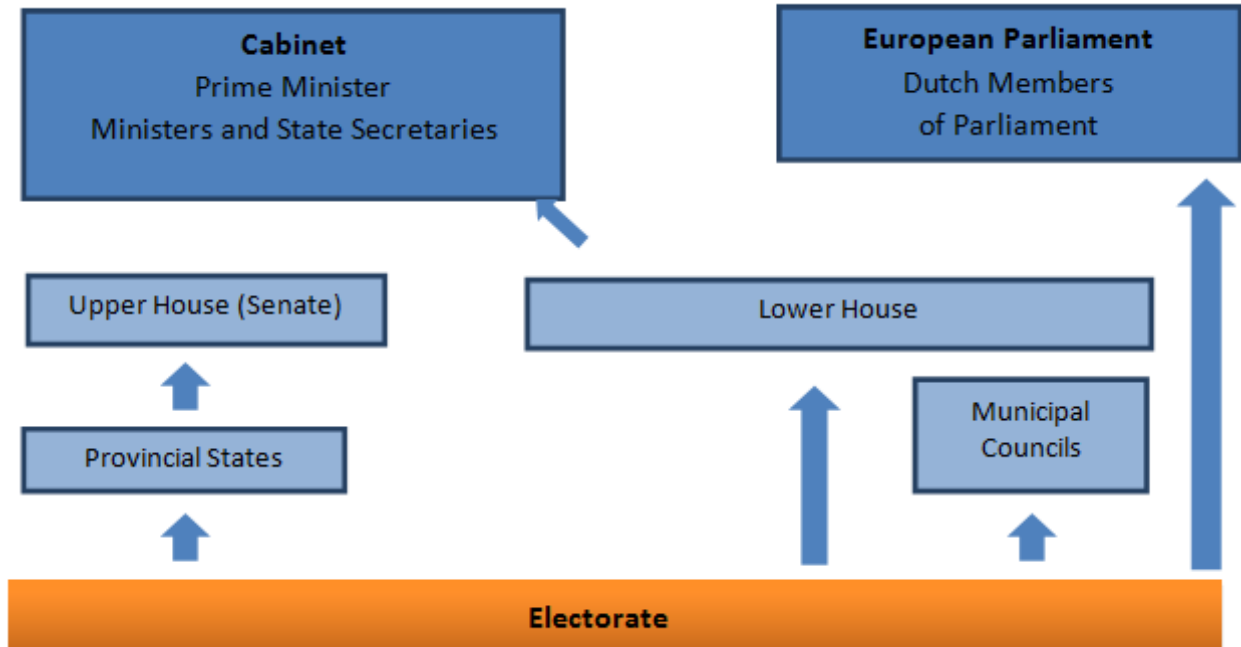 Cabinet
Prime Minister
Ministers and State Secretaries
European Parliament
Dutch Members
of Parliament
Upper House (Senate)
Lower House
Provincial States
Municipal
Councils
Electorate